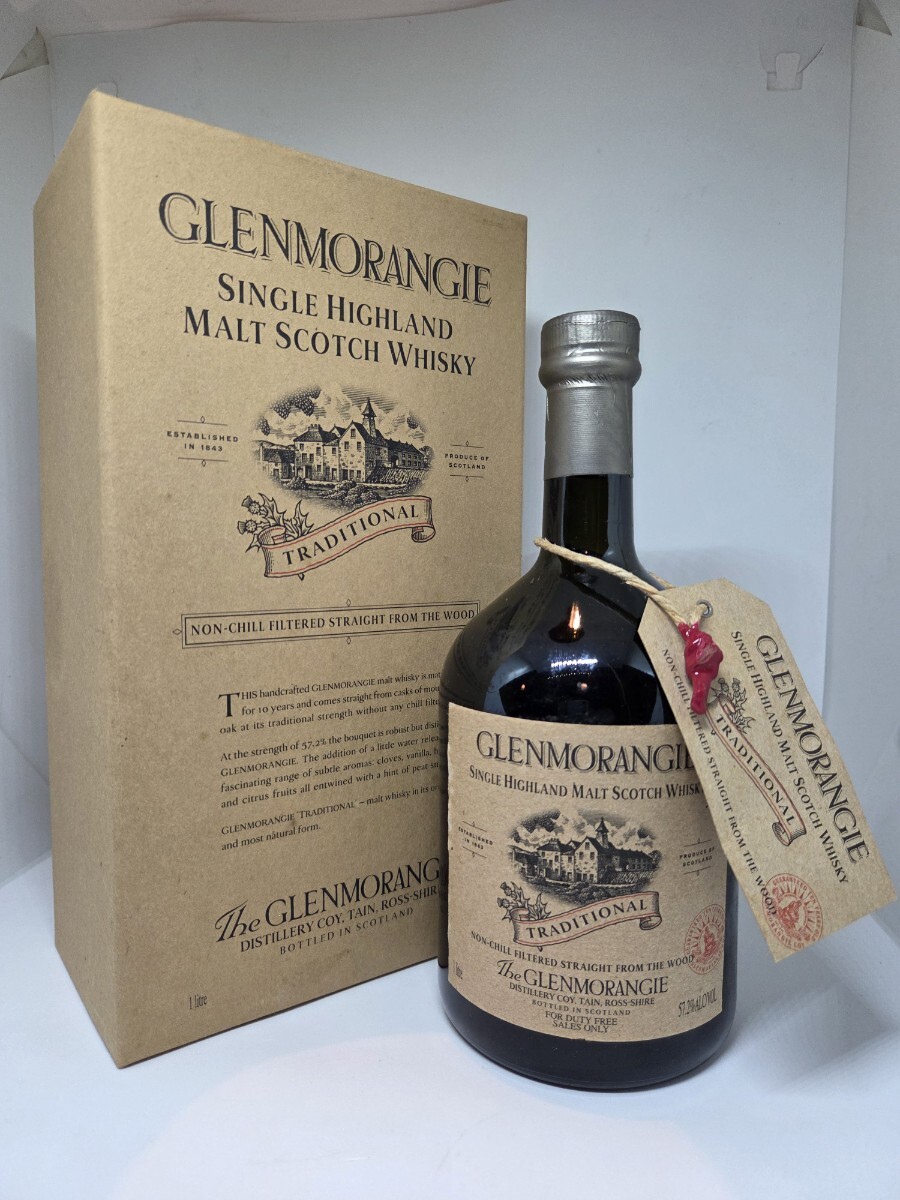 GLENMORANGIE
SINGLE HIGHLAND
MALT SCOTCH WHISKY
ESTABLISHED
IN 1843
PRODUCE OF
SCOTLAND
TRADITIONAL
NON-CHILL FILTERED STRAIGHT FROM THE WOOD
THIS handcrafted GLENMORANGIE malt whisky is
for 10 years and comes straight from casks of
oak at its traditional strength without any chill
At the strength of 57.2% the bouquet is robust but
GLENMORANGIE. The addition of a little water
fascinating range of subtle aromas: cloves, vanilla,
and citrus fruits all entwined with a hint of peat
GLENMORANGIE "TRADITIONAL" – malt whisky in its
and most natural form.
The GLENMORANG
DISTILLERY COY, TAIN, ROSS-SHIRE
BOTTLED IN SCOTLAND
1 litre
GLENMORANGIE
SINGLE HIGHLAND MALT SCOTCH WHISKY
ESTABLISHED
IN 1843
PRODUCE OF
SCOTLAND
TRADITIONAL
NON-CHILL FILTERED STRAIGHT FROM THE WOOD
The GLENMORANGIE
DISTILLERY COY, TAIN, ROSS-SHIRE
BOTTLED IN SCOTLAND
FOR DUTY FREE
SALES ONLY
1 litre
57.2%ALC/VOL
GLENMORANGIE
SINGLE HIGHLAND MALT SCOTCH WHISKY
TRADITIONAL
NON-CHILL FILTERED STRAIGHT FROM THE WOOD